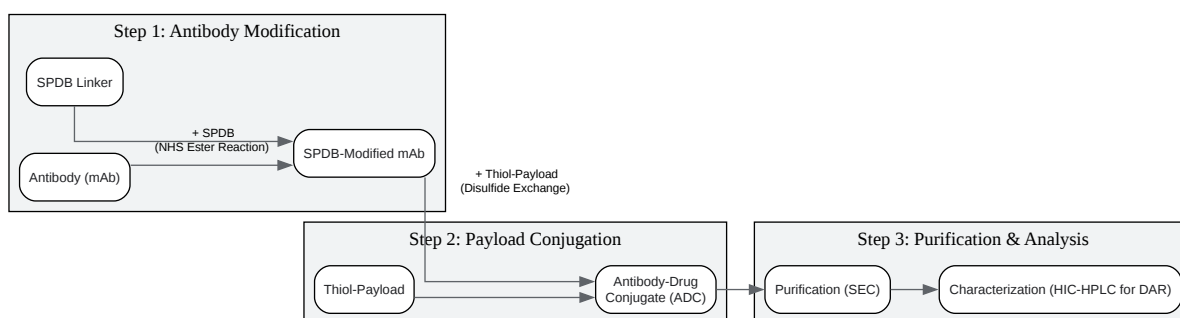 Step 1: Antibody Modification
SPDB Linker
+ SPDB
(NHS Ester Reaction)
SPDB-Modified mAb
Antibody (mAb)
+ Thiol-Payload
(Disulfide Exchange)
Step 2: Payload Conjugation
Thiol-Payload
Antibody-Drug
Conjugate (ADC)
Step 3: Purification & Analysis
Purification (SEC)
Characterization (HIC-HPLC for DAR)